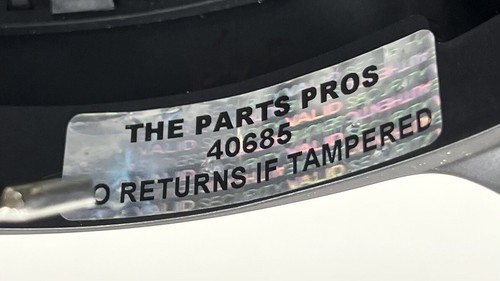 THE PARTS PROS
40685
O RETURNS IF TAMPERED